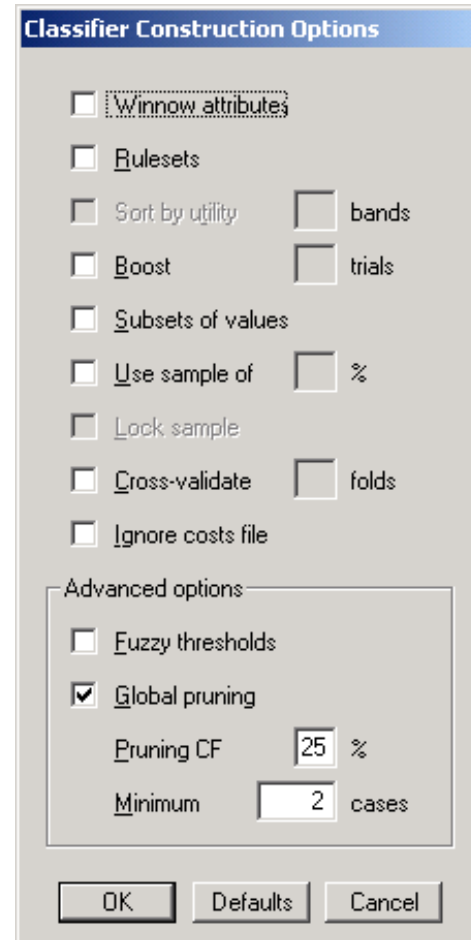 Classifier Construction Options
Winnow attributes
Rulesets
Sort by utility bands
Boost trials
Subsets of values
Use sample of %
Lock sample
Cross-validate folds
Ignore costs file
Advanced options
Fuzzy thresholds
Global pruning
Pruning CF 25 %
Minimum 2 cases
OK Defaults Cancel